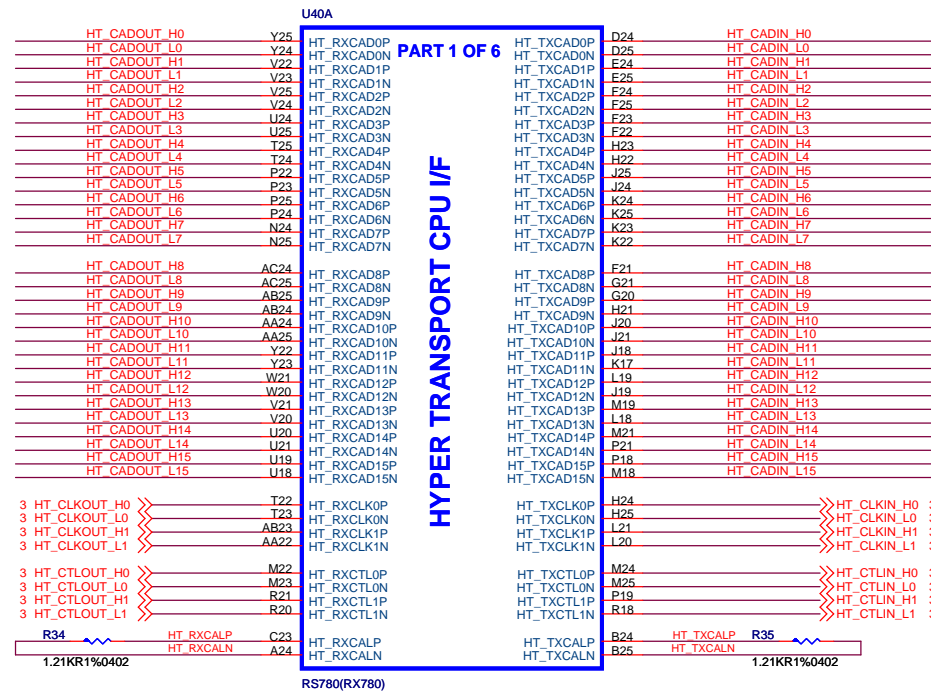 U40A
PART 1 OF 6
HYPER TRANSPORT CPU I/F
HT_CADOUT_H0 Y25 HT_RXCAD0P HT_TXCAD0P D24 HT_CADIN_H0
HT_CADOUT_L0 Y24 HT_RXCAD0N HT_TXCAD0N D25 HT_CADIN_L0
HT_CADOUT_H1 V22 HT_RXCAD1P HT_TXCAD1P E24 HT_CADIN_H1
HT_CADOUT_L1 V23 HT_RXCAD1N HT_TXCAD1N E25 HT_CADIN_L1
HT_CADOUT_H2 V25 HT_RXCAD2P HT_TXCAD2P F24 HT_CADIN_H2
HT_CADOUT_L2 V24 HT_RXCAD2N HT_TXCAD2N F25 HT_CADIN_L2
HT_CADOUT_H3 U24 HT_RXCAD3P HT_TXCAD3P F23 HT_CADIN_H3
HT_CADOUT_L3 U25 HT_RXCAD3N HT_TXCAD3N F22 HT_CADIN_L3
HT_CADOUT_H4 T25 HT_RXCAD4P HT_TXCAD4P H23 HT_CADIN_H4
HT_CADOUT_L4 T24 HT_RXCAD4N HT_TXCAD4N H22 HT_CADIN_L4
HT_CADOUT_H5 P22 HT_RXCAD5P HT_TXCAD5P J25 HT_CADIN_H5
HT_CADOUT_L5 P23 HT_RXCAD5N HT_TXCAD5N J24 HT_CADIN_L5
HT_CADOUT_H6 P25 HT_RXCAD6P HT_TXCAD6P K24 HT_CADIN_H6
HT_CADOUT_L6 P24 HT_RXCAD6N HT_TXCAD6N K25 HT_CADIN_L6
HT_CADOUT_H7 N24 HT_RXCAD7P HT_TXCAD7P K23 HT_CADIN_H7
HT_CADOUT_L7 N25 HT_RXCAD7N HT_TXCAD7N K22 HT_CADIN_L7
HT_CADOUT_H8 AC24 HT_RXCAD8P HT_TXCAD8P F21 HT_CADIN_H8
HT_CADOUT_L8 AC25 HT_RXCAD8N HT_TXCAD8N G21 HT_CADIN_L8
HT_CADOUT_H9 AB25 HT_RXCAD9P HT_TXCAD9P G20 HT_CADIN_H9
HT_CADOUT_L9 AB24 HT_RXCAD9N HT_TXCAD9N H21 HT_CADIN_L9
HT_CADOUT_H10 AA24 HT_RXCAD10P HT_TXCAD10P J20 HT_CADIN_H10
HT_CADOUT_L10 AA25 HT_RXCAD10N HT_TXCAD10N J21 HT_CADIN_L10
HT_CADOUT_H11 Y22 HT_RXCAD11P HT_TXCAD11P J18 HT_CADIN_H11
HT_CADOUT_L11 Y23 HT_RXCAD11N HT_TXCAD11N K17 HT_CADIN_L11
HT_CADOUT_H12 W21 HT_RXCAD12P HT_TXCAD12P L19 HT_CADIN_H12
HT_CADOUT_L12 W20 HT_RXCAD12N HT_TXCAD12N J19 HT_CADIN_L12
HT_CADOUT_H13 V21 HT_RXCAD13P HT_TXCAD13P M19 HT_CADIN_H13
HT_CADOUT_L13 V20 HT_RXCAD13N HT_TXCAD13N L18 HT_CADIN_L13
HT_CADOUT_H14 U20 HT_RXCAD14P HT_TXCAD14P M21 HT_CADIN_H14
HT_CADOUT_L14 U21 HT_RXCAD14N HT_TXCAD14N P21 HT_CADIN_L14
HT_CADOUT_H15 U19 HT_RXCAD15P HT_TXCAD15P P18 HT_CADIN_H15
HT_CADOUT_L15 U18 HT_RXCAD15N HT_TXCAD15N M18 HT_CADIN_L15
3 HT_CLKOUT_H0 T22 HT_RXCLK0P HT_TXCLK0P H24 HT_CLKIN_H0
3 HT_CLKOUT_L0 T23 HT_RXCLK0N HT_TXCLK0N H25 HT_CLKIN_L0
3 HT_CLKOUT_H1 AB23 HT_RXCLK1P HT_TXCLK1P L21 HT_CLKIN_H1
3 HT_CLKOUT_L1 AA22 HT_RXCLK1N HT_TXCLK1N L20 HT_CLKIN_L1
3 HT_CTLOUT_H0 M22 HT_RXCTL0P HT_TXCTL0P M24 HT_CTLIN_H0
3 HT_CTLOUT_L0 M23 HT_RXCTL0N HT_TXCTL0N M25 HT_CTLIN_L0
3 HT_CTLOUT_H1 R21 HT_RXCTL1P HT_TXCTL1P P19 HT_CTLIN_H1
3 HT_CTLOUT_L1 R20 HT_RXCTL1N HT_TXCTL1N R18 HT_CTLIN_L1
R34 HT_RXCALP C23 HT_RXCALP HT_TXCALP B24 HT_TXCALP R35
HT_RXCALN A24 HT_RXCALN HT_TXCALN B25 HT_TXCALN
1.21KR1%0402 1.21KR1%0402
RS780(RX780)